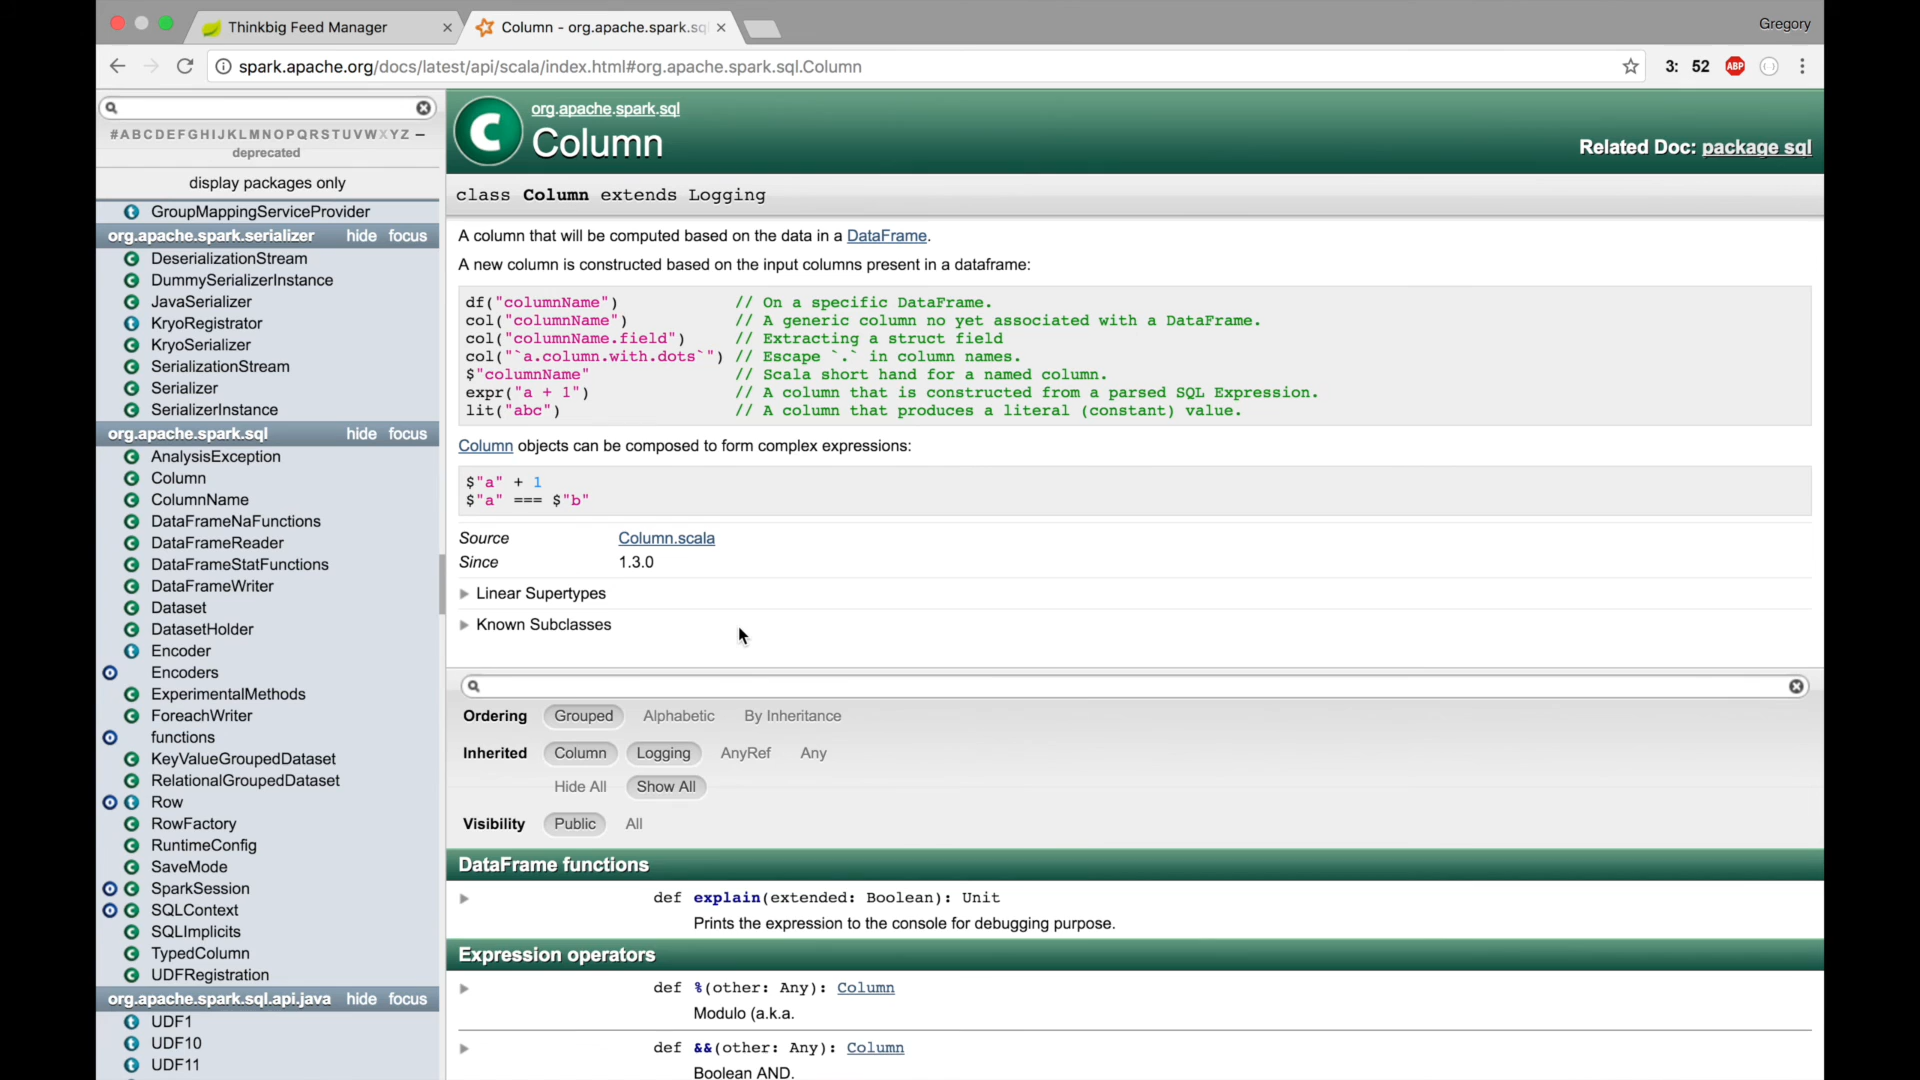 Thinkbig Feed Manager
Column - org.apache.spark.sql
Gregory
spark.apache.org/docs/latest/api/scala/index.html#org.apache.spark.sql.Column
3: 52
ABP
#ABCDEFGHIJKLMNOPQRSTUVWXYZ –
deprecated
display packages only
GroupMappingServiceProvider
org.apache.spark.serializer hide focus
DeserializationStream
DummySerializerInstance
JavaSerializer
KryoRegistrator
KryoSerializer
SerializationStream
Serializer
SerializerInstance
org.apache.spark.sql hide focus
AnalysisException
Column
ColumnName
DataFrameNaFunctions
DataFrameReader
DataFrameStatFunctions
DataFrameWriter
Dataset
DatasetHolder
Encoder
Encoders
ExperimentalMethods
ForeachWriter
functions
KeyValueGroupedDataset
RelationalGroupedDataset
Row
RowFactory
RuntimeConfig
SaveMode
SparkSession
SQLContext
SQLImplicits
TypedColumn
UDFRegistration
org.apache.spark.sql.api.java hide focus
UDF1
UDF10
UDF11
C
org.apache.spark.sql
Column
Related Doc: package sql
class Column extends Logging
A column that will be computed based on the data in a DataFrame.
A new column is constructed based on the input columns present in a dataframe:
df("columnName") // On a specific DataFrame.
col("columnName") // A generic column no yet associated with a DataFrame.
col("columnName.field") // Extracting a struct field
col("`a.column.with.dots`") // Escape `.` in column names.
$"columnName" // Scala short hand for a named column.
expr("a + 1") // A column that is constructed from a parsed SQL Expression.
lit("abc") // A column that produces a literal (constant) value.
Column objects can be composed to form complex expressions:
$"a" + 1
$"a" === $"b"
Source Column.scala
Since 1.3.0
Linear Supertypes
Known Subclasses
Ordering Grouped Alphabetic By Inheritance
Inherited Column Logging AnyRef Any
Hide All Show All
Visibility Public All
DataFrame functions
def explain(extended: Boolean): Unit
Prints the expression to the console for debugging purpose.
Expression operators
def %(other: Any): Column
Modulo (a.k.a.
def &&(other: Any): Column
Boolean AND.